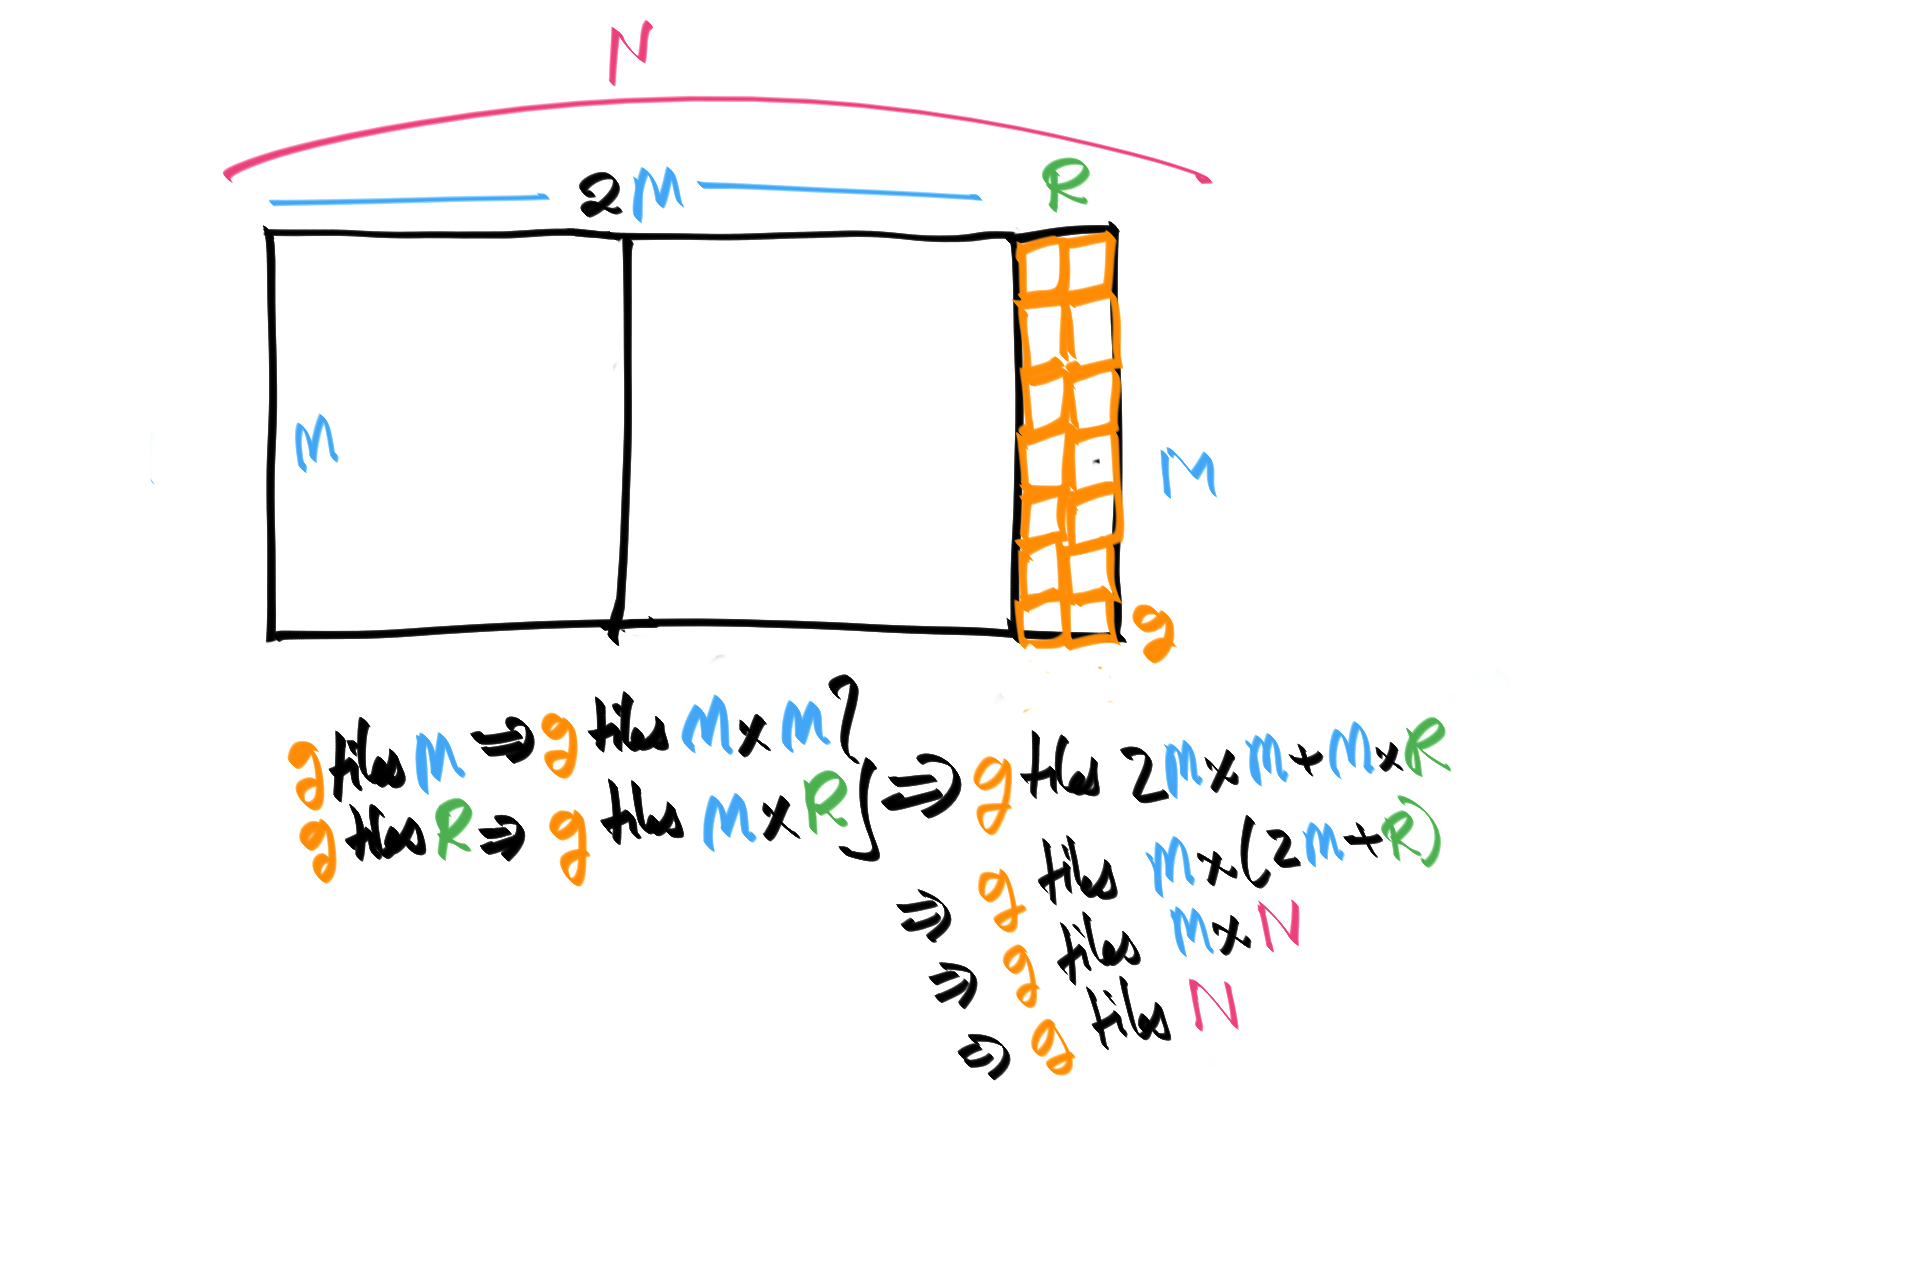 N
2M R
M
M
g
g tiles M ⇒ g tiles M x M
g tiles R ⇒ g tiles M x R } ⇒ g tiles 2M x M + M x R
⇒ g tiles M x (2M + R)
⇒ g tiles M x N
⇒ g tiles N